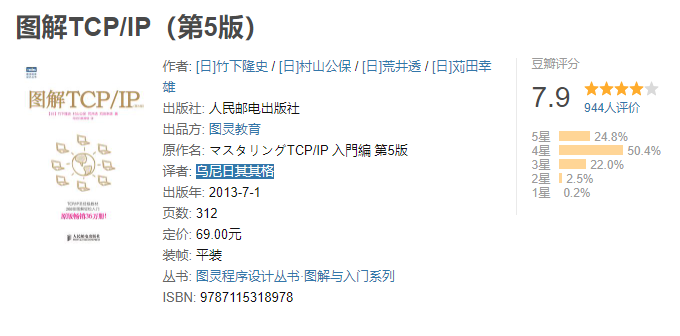 图解TCP/IP（第5版）
作者: [日]竹下隆史 / [日]村山公保 / [日]荒井透 / [日]苅田幸
雄
出版社: 人民邮电出版社
出品方: 图灵教育
原作名: マスタリングTCP/IP 入門編 第5版
译者: 乌尼日其其格
出版年: 2013-7-1
页数: 312
定价: 69.00元
装帧: 平装
丛书: 图灵程序设计丛书·图解与入门系列
ISBN: 9787115318978
图解TCP/IP
原版畅销36万册!
人民邮电出版社
豆瓣评分
7.9
944人评价
5星 24.8%
4星 50.4%
3星 22.0%
2星 2.5%
1星 0.2%